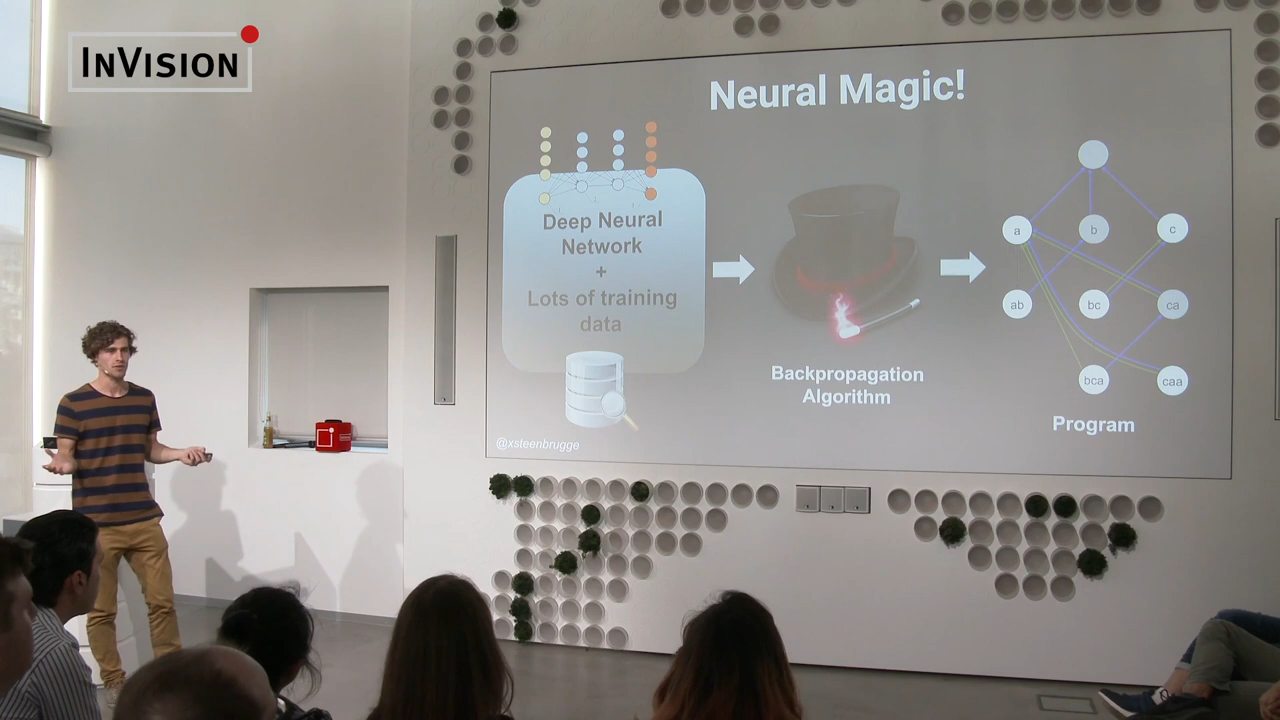 INVISION
Neural Magic!
Deep Neural
Network
+
Lots of training
data
Backpropagation
Algorithm
a
b
c
ab
bc
ca
bca
caa
Program
@xsteenbrugge